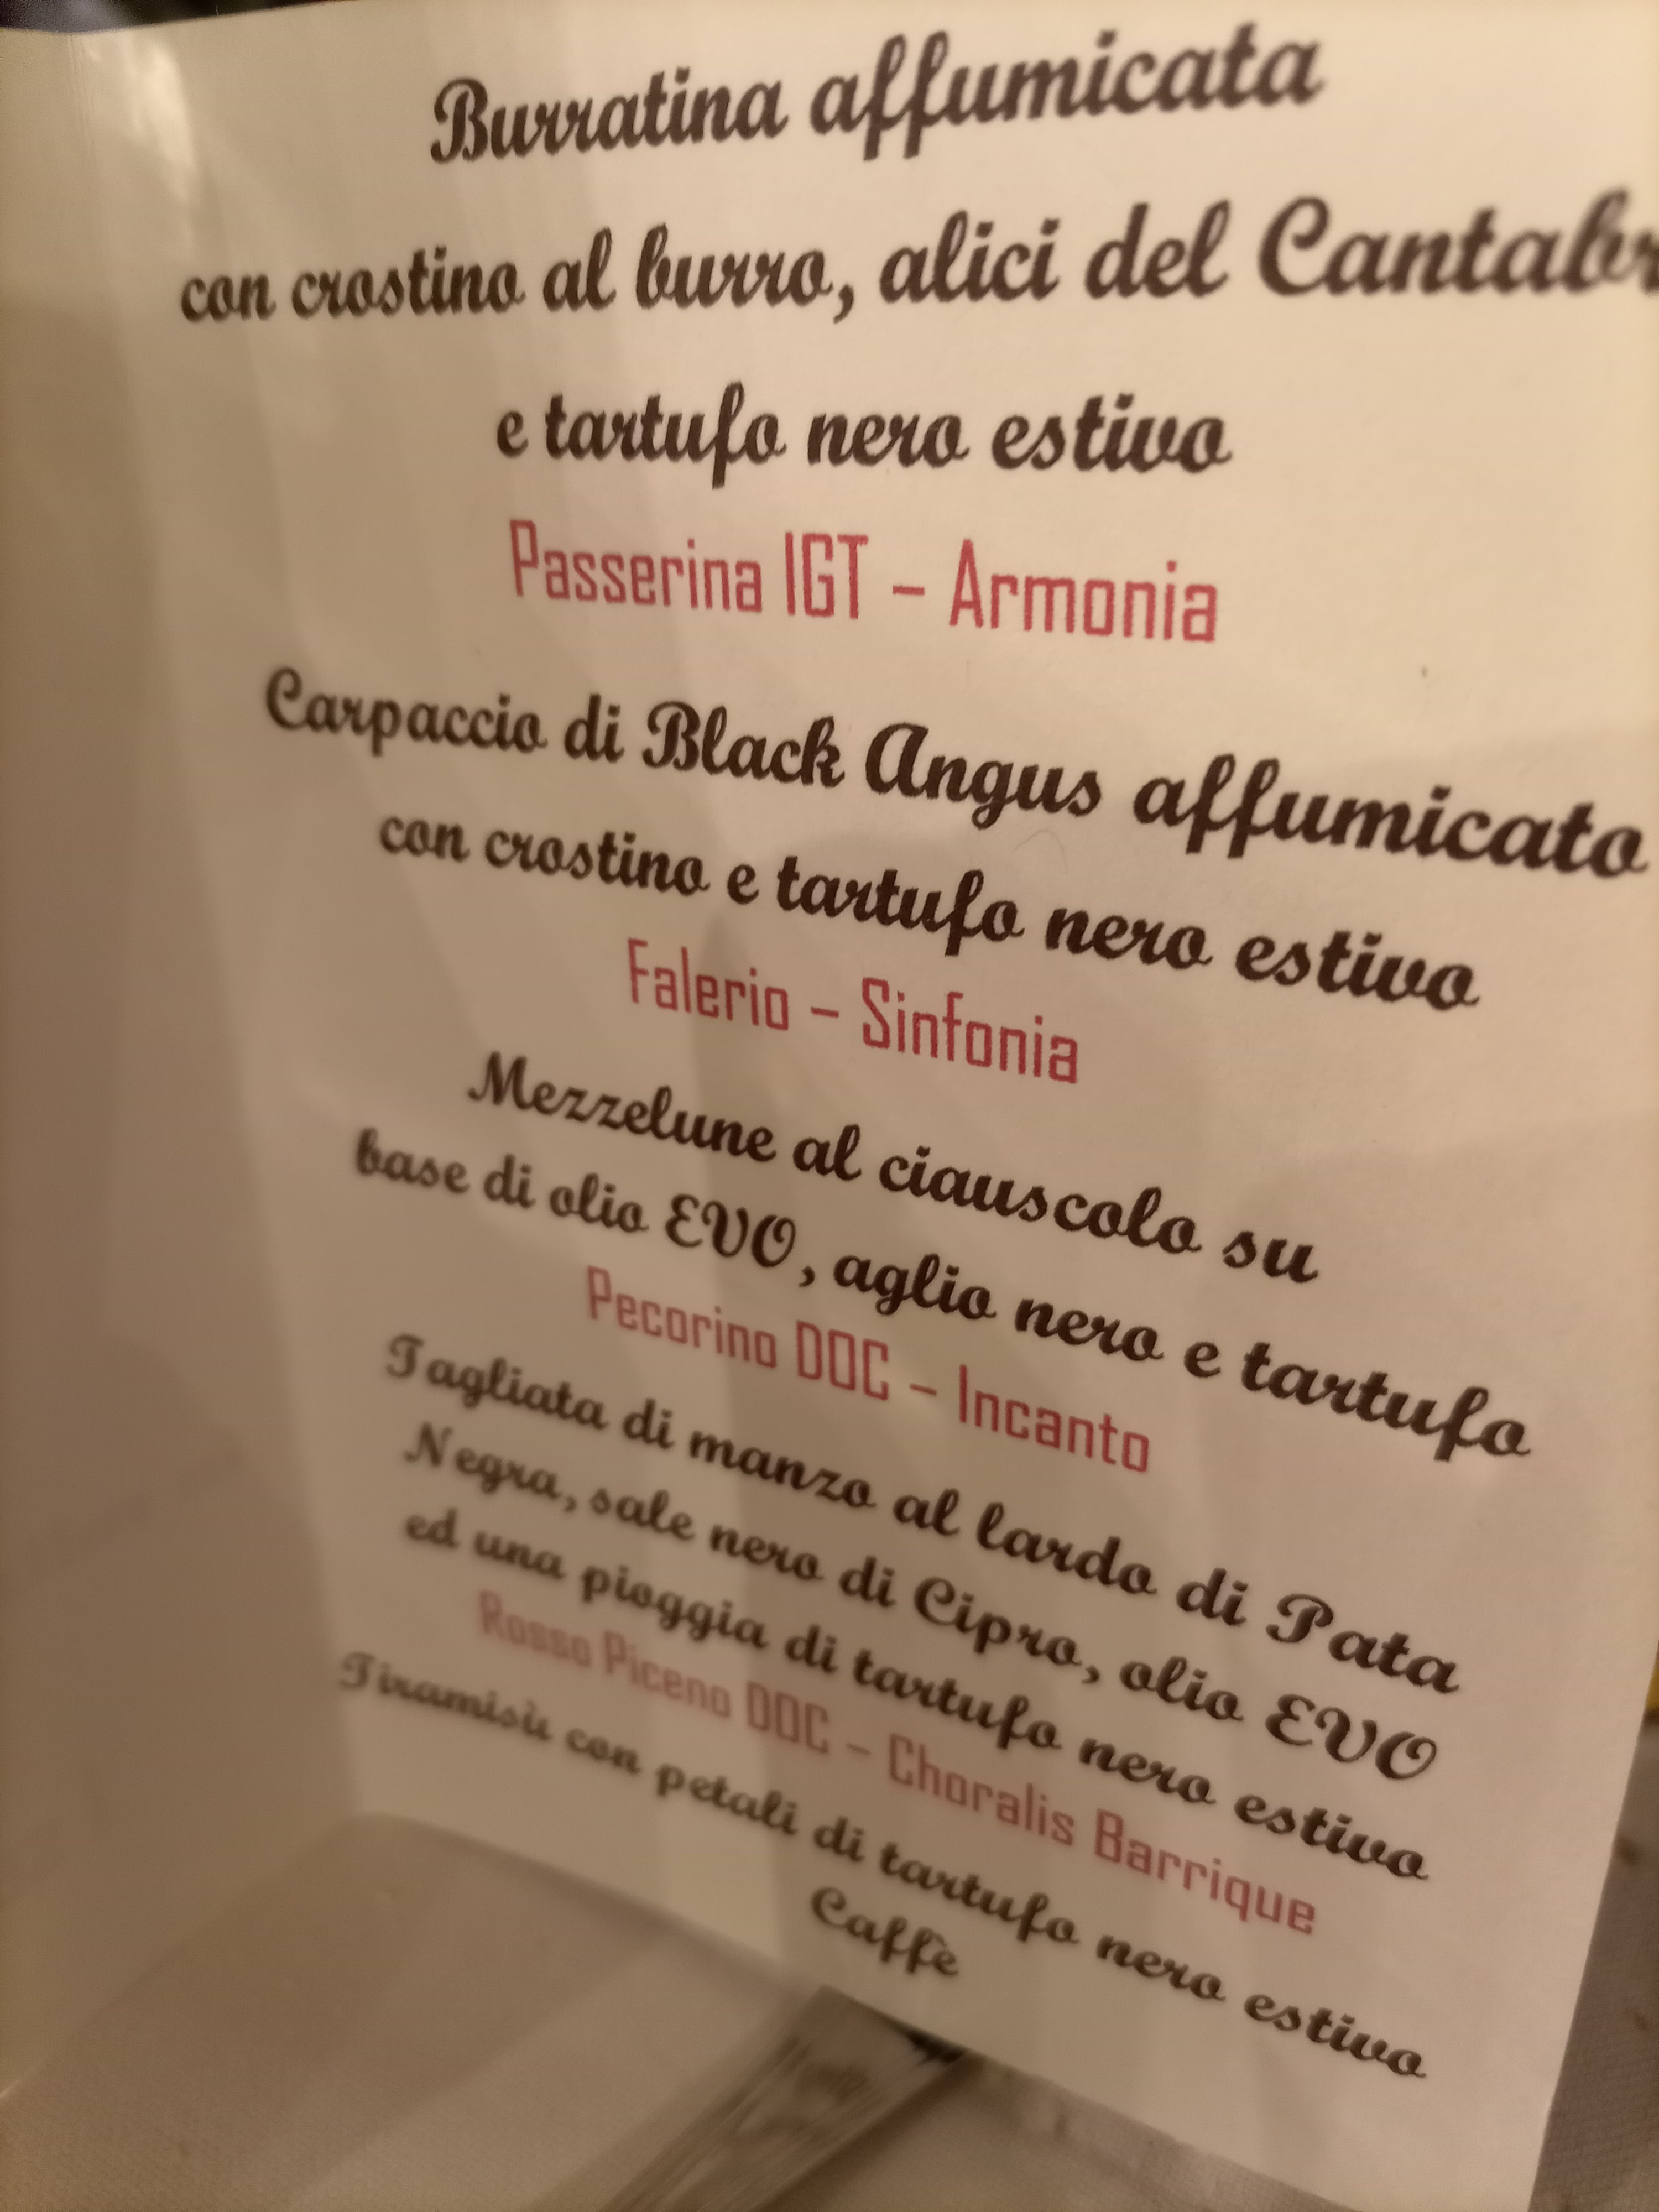 Burratina affumicata
con crostino al burro, alici del Cantabr
e tartufo nero estivo
Passerina IGT – Armonia
Carpaccio di Black Angus affumicato
con crostino e tartufo nero estivo
Falerio – Sinfonia
Mezzelune al ciauscolo su
base di olio EVO, aglio nero e tartufo
Pecorino DOC – Incanto
Tagliata di manzo al lardo di Pata
Negra, sale nero di Cipro, olio EVO
ed una pioggia di tartufo nero estivo
Rosso Piceno DOC – Choralis Barrique
Tiramisù con petali di tartufo nero estivo
Caffè